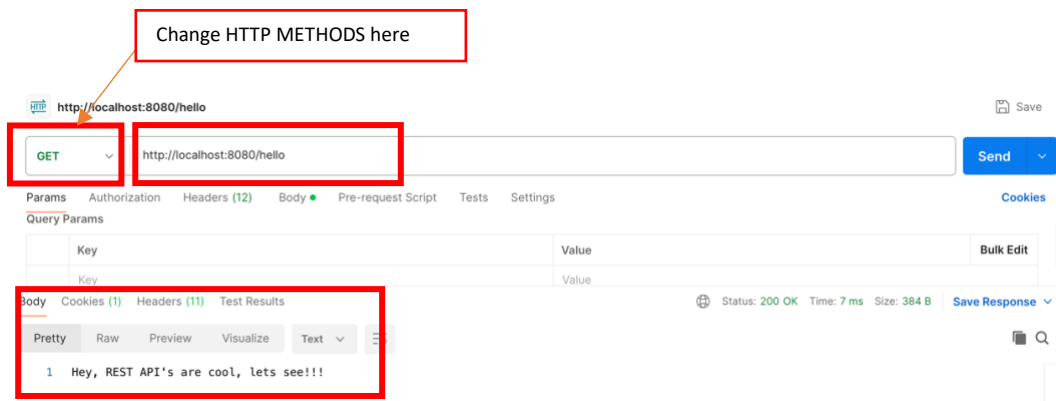 Change HTTP METHODS here
HTTP http://localhost:8080/hello Save
GET http://localhost:8080/hello Send
Params Authorization Headers (12) Body Pre-request Script Tests Settings Cookies
Query Params
Key Value Bulk Edit
Key Value
Body Cookies (1) Headers (11) Test Results Status: 200 OK Time: 7 ms Size: 384 B Save Response
Pretty Raw Preview Visualize Text
1 Hey, REST API's are cool, lets see!!!